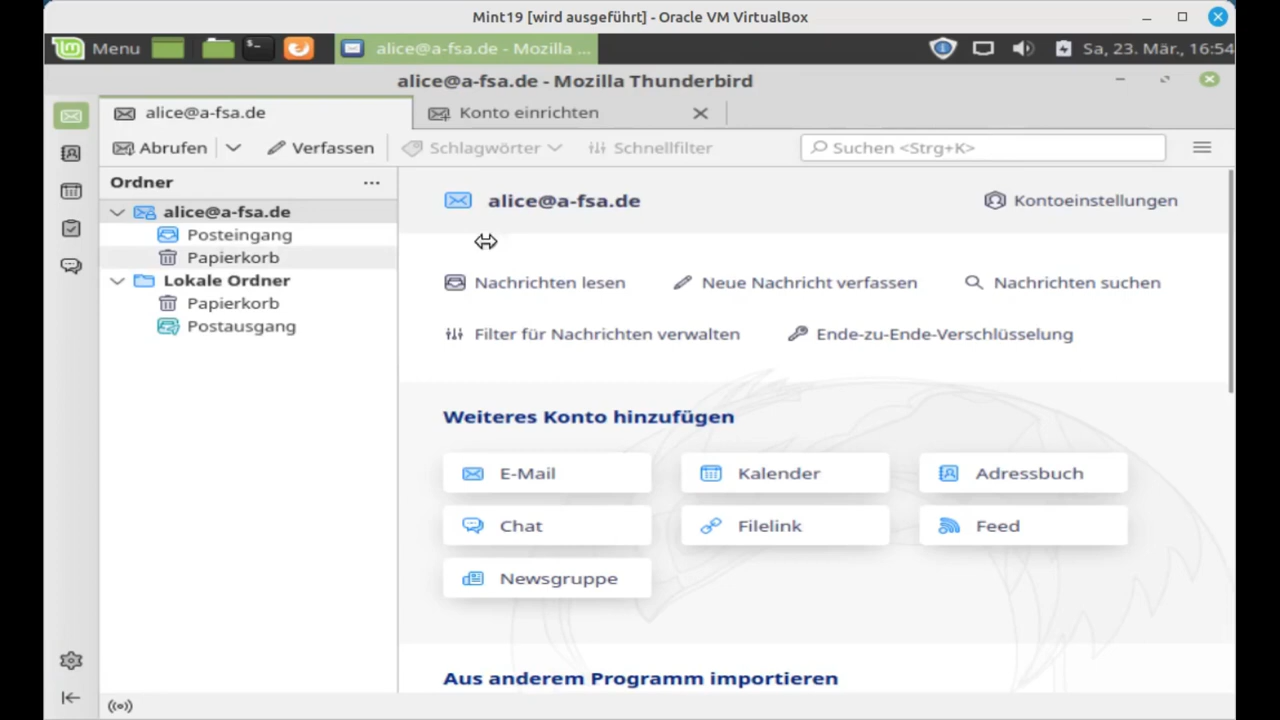 Mint19 [wird ausgeführt] - Oracle VM VirtualBox
Menu alice@a-fsa.de - Mozilla ... Sa, 23. Mär., 16:54
alice@a-fsa.de - Mozilla Thunderbird
alice@a-fsa.de Konto einrichten
Abrufen Verfassen Schlagwörter Schnellfilter Suchen <Strg+K>
Ordner
alice@a-fsa.de
Posteingang
Papierkorb
Lokale Ordner
Papierkorb
Postausgang
alice@a-fsa.de Kontoeinstellungen
Nachrichten lesen Neue Nachricht verfassen Nachrichten suchen
Filter für Nachrichten verwalten Ende-zu-Ende-Verschlüsselung
Weiteres Konto hinzufügen
E-Mail Kalender Adressbuch
Chat Filelink Feed
Newsgruppe
Aus anderem Programm importieren